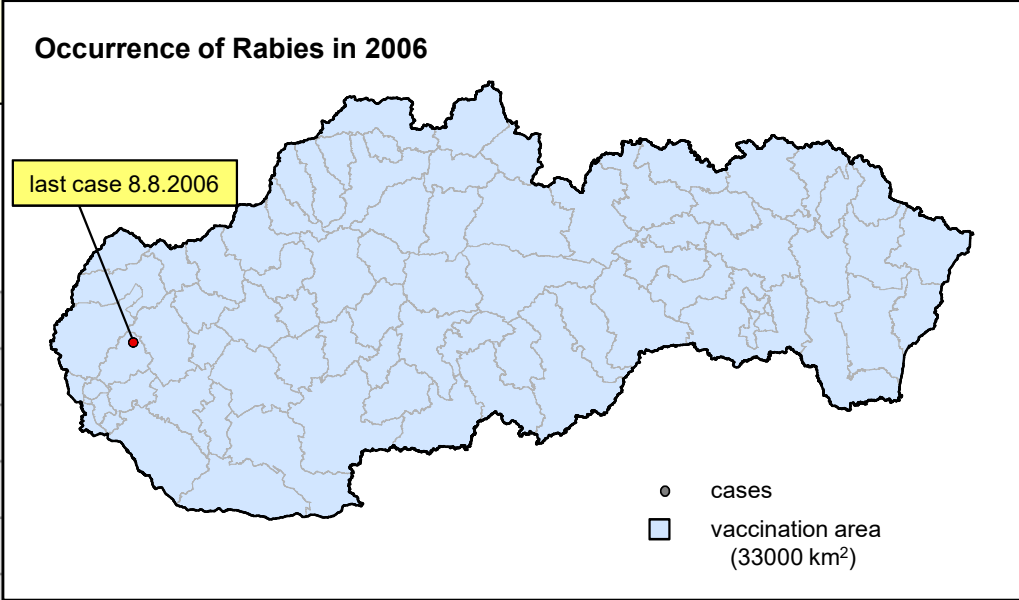 Occurrence of Rabies in 2006
last case 8.8.2006
cases
vaccination area
(33000 km²)